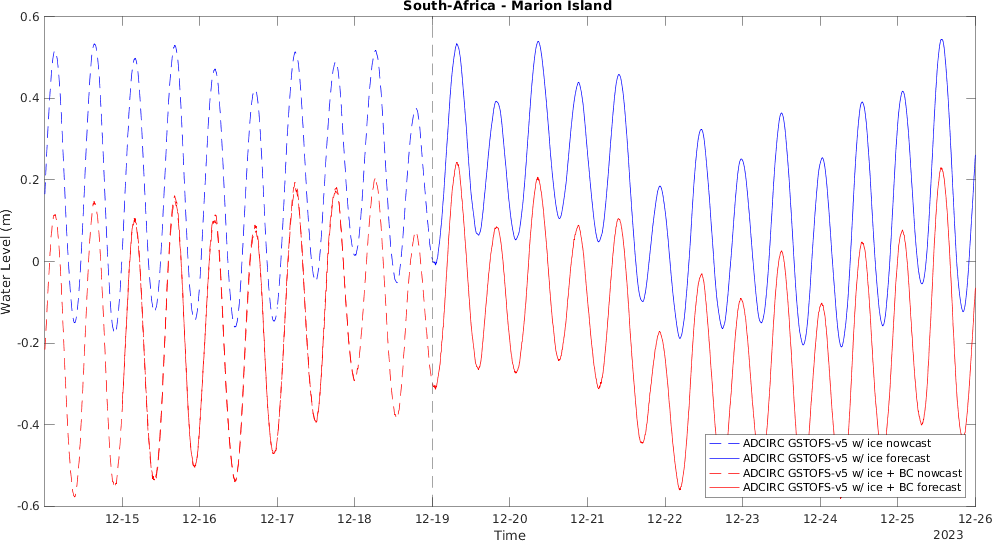 South-Africa - Marion Island
0.6
0.4
0.2
0
-0.2
-0.4
-0.6
Water Level (m)
ADCIRC GSTOFS-v5 w/ ice nowcast
ADCIRC GSTOFS-v5 w/ ice forecast
ADCIRC GSTOFS-v5 w/ ice + BC nowcast
ADCIRC GSTOFS-v5 w/ ice + BC forecast
12-15 12-16 12-17 12-18 12-19 12-20 12-21 12-22 12-23 12-24 12-25 12-26
Time
2023